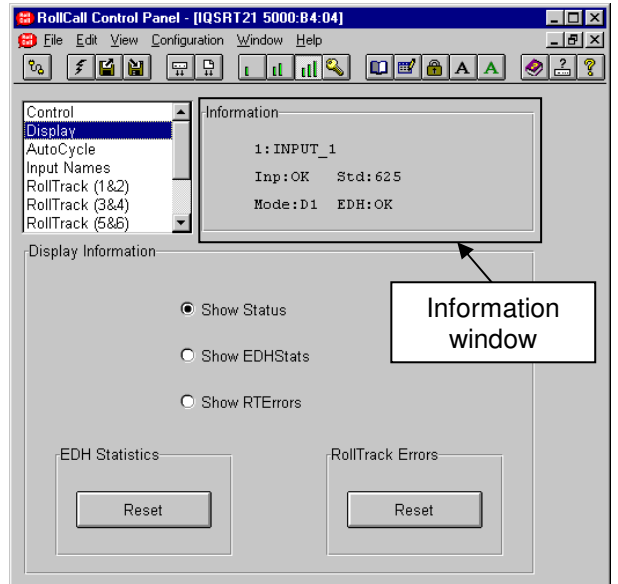 RollCall Control Panel - [IQSRT21 5000:B4:04]
File Edit View Configuration Window Help
A A
Control
Display
AutoCycle
Input Names
RollTrack (1&2)
RollTrack (3&4)
RollTrack (5&6)
Information
1:INPUT_1
Inp:OK Std:625
Mode:D1 EDH:OK
Display Information
Information
window
Show Status
Show EDHStats
Show RTErrors
EDH Statistics
RollTrack Errors
Reset
Reset